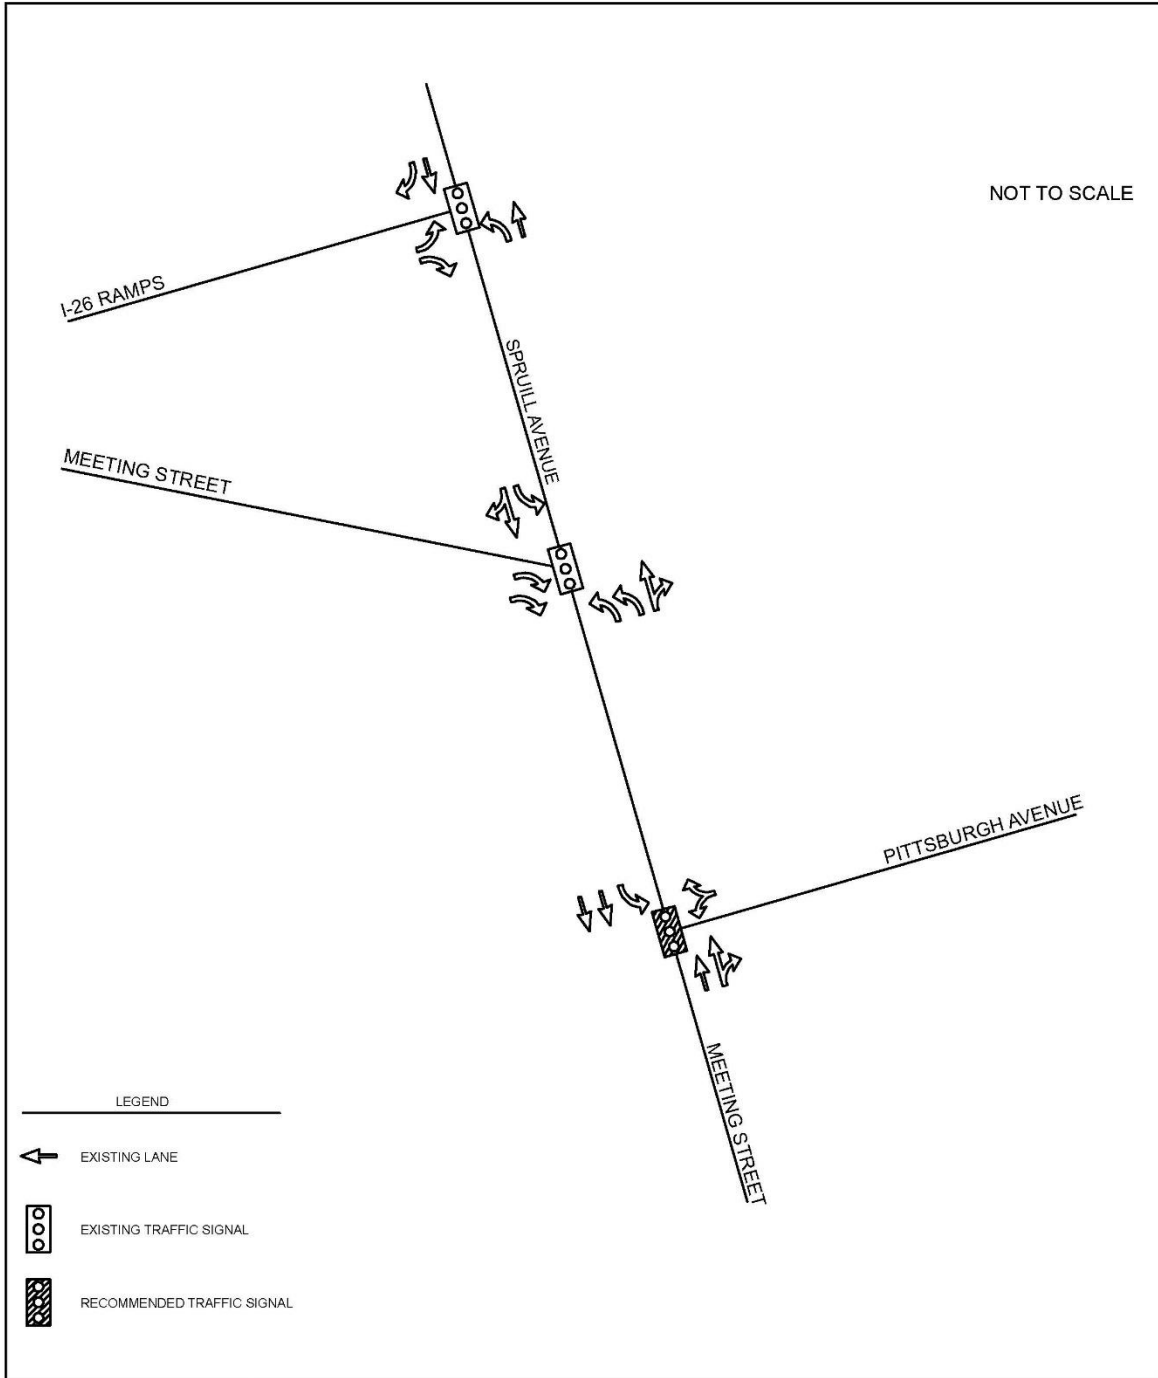 NOT TO SCALE
I-26 RAMPS
SPRUILL AVENUE
MEETING STREET
PITTSBURGH AVENUE
MEETING STREET
LEGEND
EXISTING LANE
EXISTING TRAFFIC SIGNAL
RECOMMENDED TRAFFIC SIGNAL